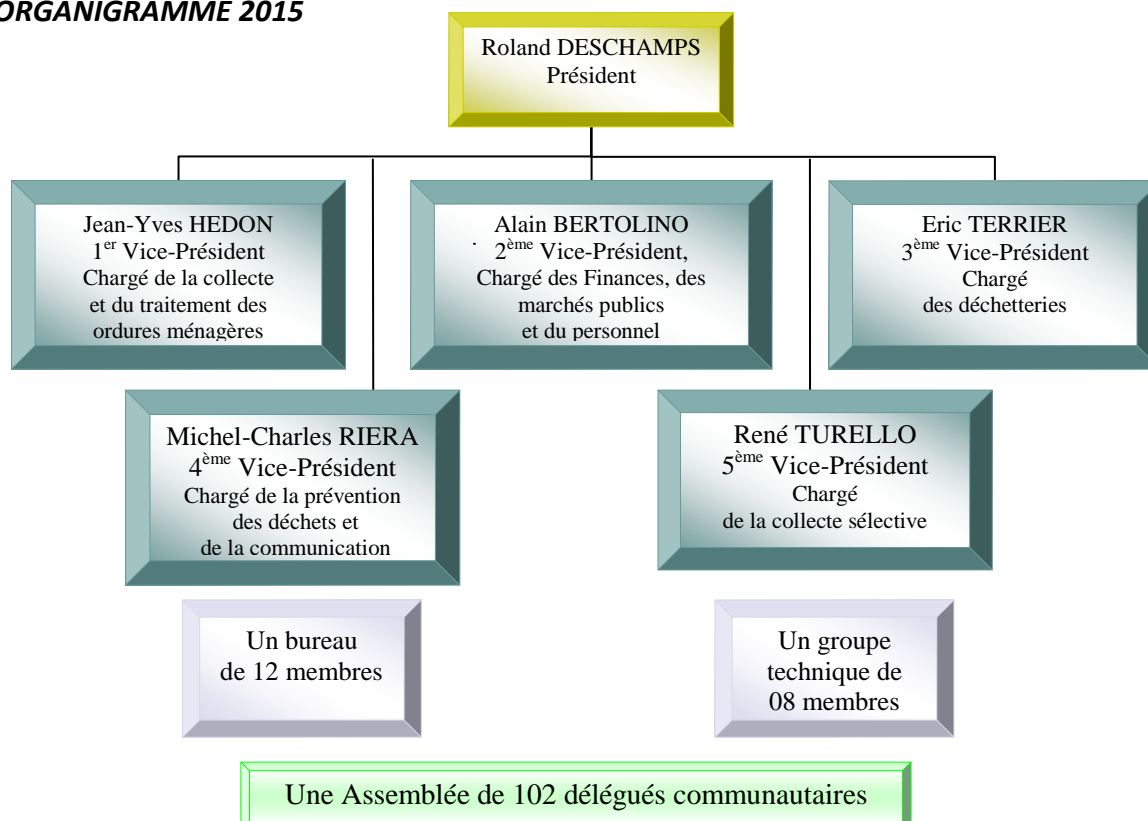 ORGANIGRAMME 2015
Roland DESCHAMPS
Président
Jean-Yves HEDON
1er Vice-Président
Chargé de la collecte
et du traitement des
ordures ménagères
Alain BERTOLINO
2ème Vice-Président,
Chargé des Finances, des
marchés publics
et du personnel
Eric TERRIER
3ème Vice-Président
Chargé
des déchetteries
Michel-Charles RIERA
4ème Vice-Président
Chargé de la prévention
des déchets et
de la communication
René TURELLO
5ème Vice-Président
Chargé
de la collecte sélective
Un bureau
de 12 membres
Un groupe
technique de
08 membres
Une Assemblée de 102 délégués communautaires